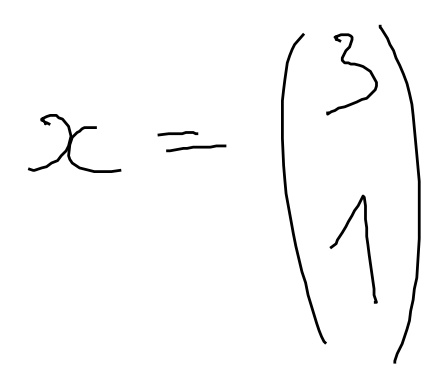 x = (3
1)